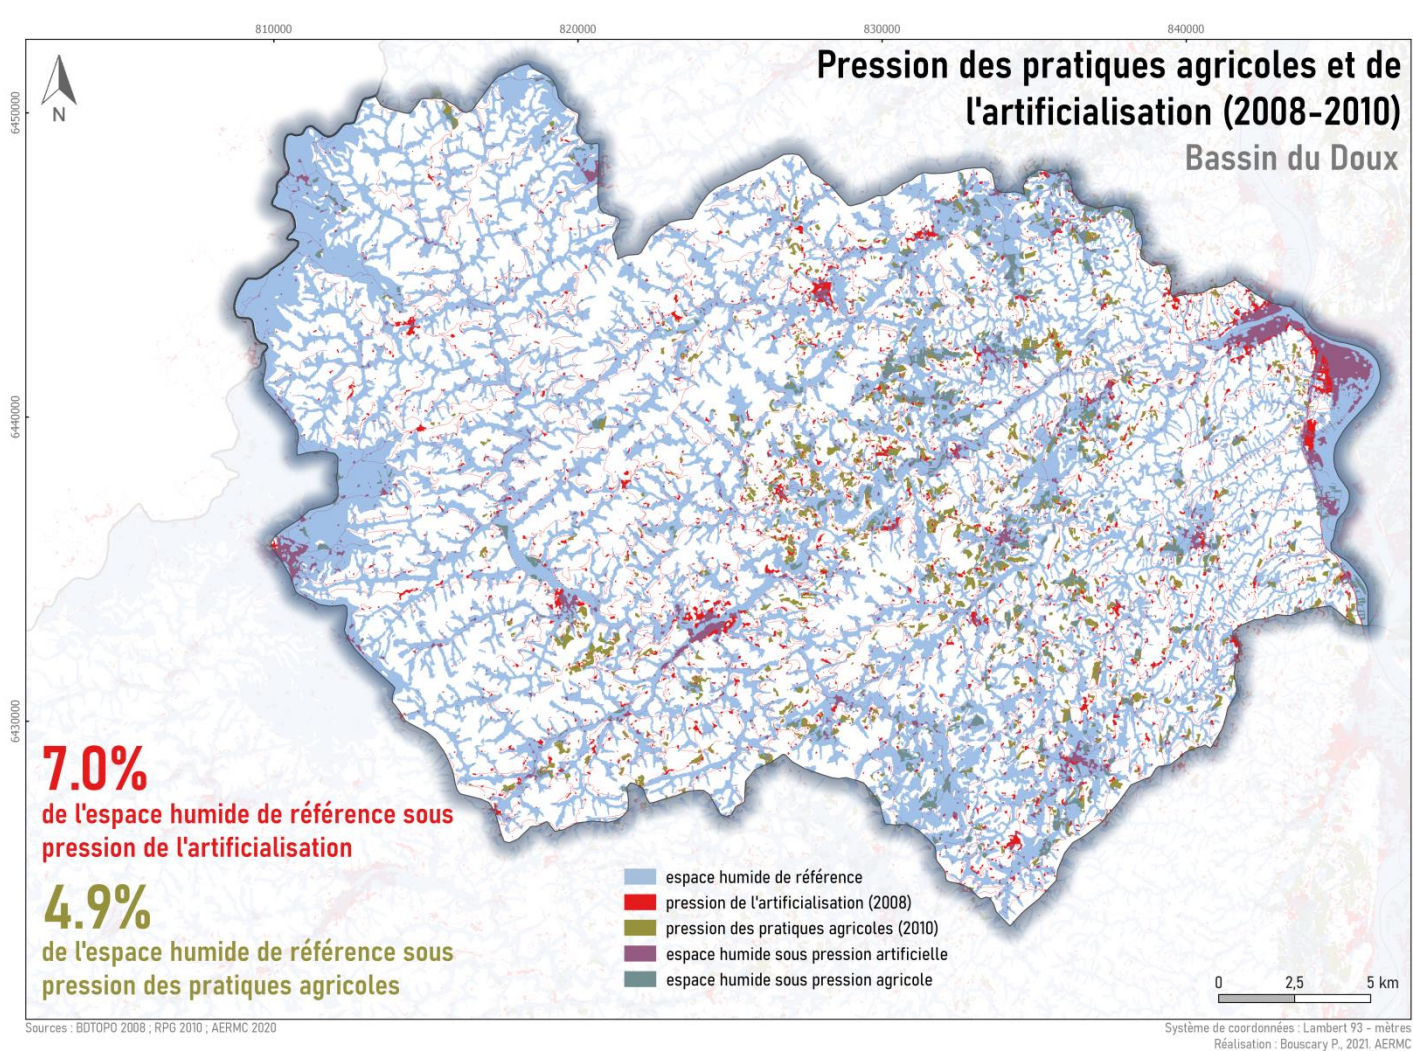 810000
820000
830000
840000
Pression des pratiques agricoles et de
l'artificialisation (2008-2010)
Bassin du Doux
N
6450000
6440000
6430000
7.0%
de l'espace humide de référence sous
pression de l'artificialisation
4.9%
de l'espace humide de référence sous
pression des pratiques agricoles
espace humide de référence
pression de l'artificialisation (2008)
pression des pratiques agricoles (2010)
espace humide sous pression artificielle
espace humide sous pression agricole
0 2,5 5 km
Sources : BDTOPO 2008 ; RPG 2010 ; AERMC 2020
Système de coordonnées : Lambert 93 - mètres
Réalisation : Bouscary P., 2021. AERMC